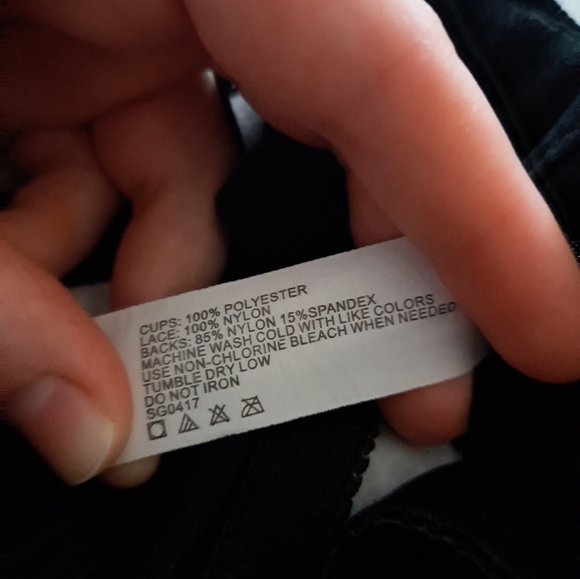 CUPS: 100% POLYESTER
LACE: 100% NYLON
BACKS: 85% NYLON 15%SPANDEX
MACHINE WASH COLD WITH LIKE COLORS
USE NON-CHLORINE BLEACH WHEN NEEDED
TUMBLE DRY LOW
DO NOT IRON
SG0417